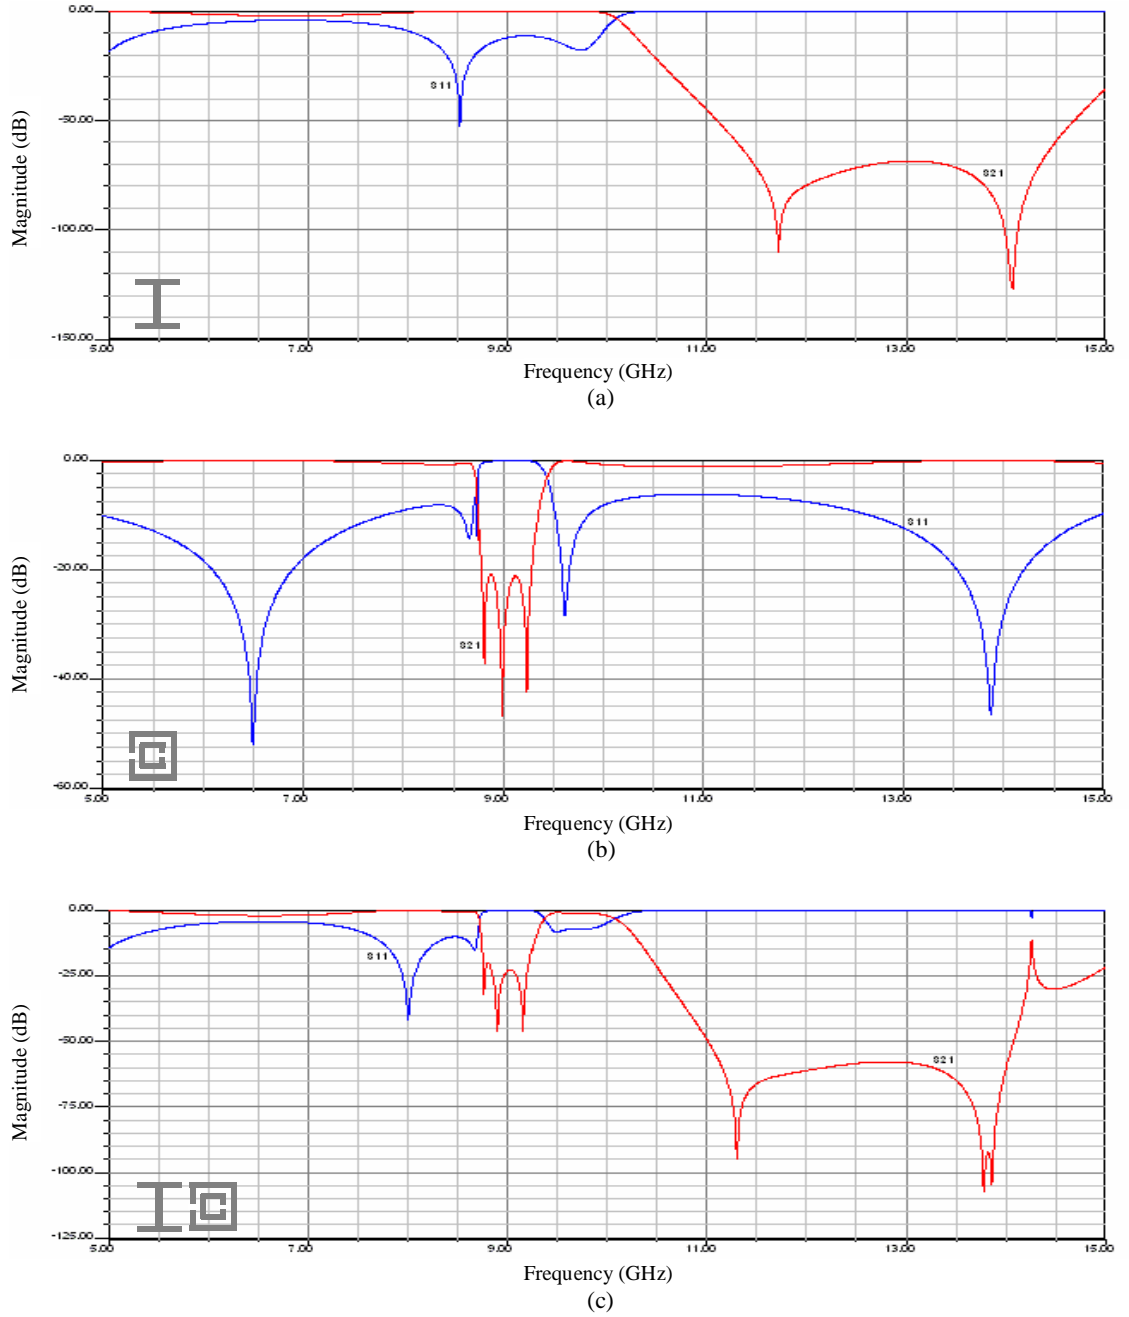 0.00
S11
-50.00
Magnitude (dB)
S21
-100.00
-150.00
5.00 7.00 9.00 11.00 13.00 15.00
Frequency (GHz)
(a)
0.00
S11
-20.00
Magnitude (dB)
S21
-40.00
-60.00
5.00 7.00 9.00 11.00 13.00 15.00
Frequency (GHz)
(b)
0.00
S11
-25.00
Magnitude (dB)
-50.00
S21
-75.00
-100.00
-125.00
5.00 7.00 9.00 11.00 13.00 15.00
Frequency (GHz)
(c)